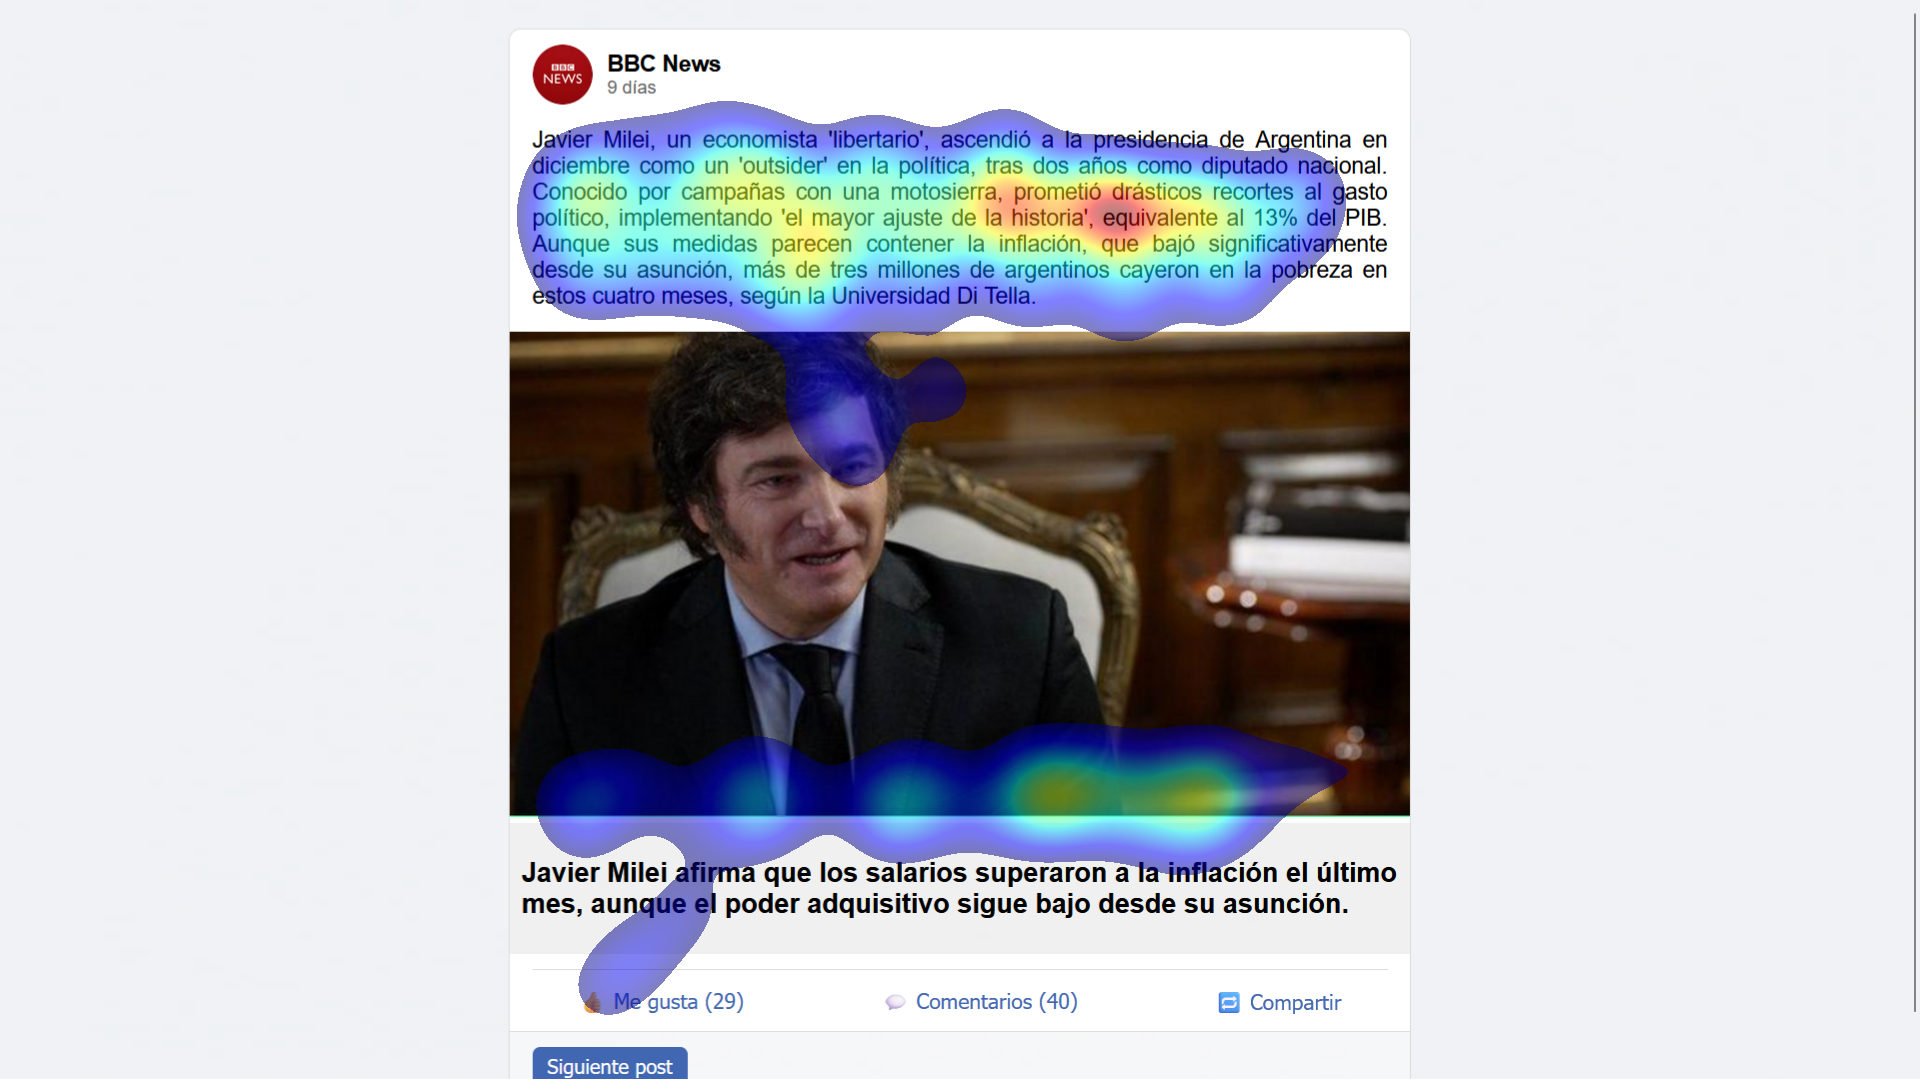 BBC
NEWS
BBC News
9 días
Javier Milei, un economista 'libertario', ascendió a la presidencia de Argentina en
diciembre como un 'outsider' en la política, tras dos años como diputado nacional.
Conocido por campañas con una motosierra, prometió drásticos recortes al gasto
político, implementando 'el mayor ajuste de la historia', equivalente al 13% del PIB.
Aunque sus medidas parecen contener la inflación, que bajó significativamente
desde su asunción, más de tres millones de argentinos cayeron en la pobreza en
estos cuatro meses, según la Universidad Di Tella.
Javier Milei afirma que los salarios superaron a la inflación el último
mes, aunque el poder adquisitivo sigue bajo desde su asunción.
Me gusta (29) Comentarios (40) Compartir
Siguiente post